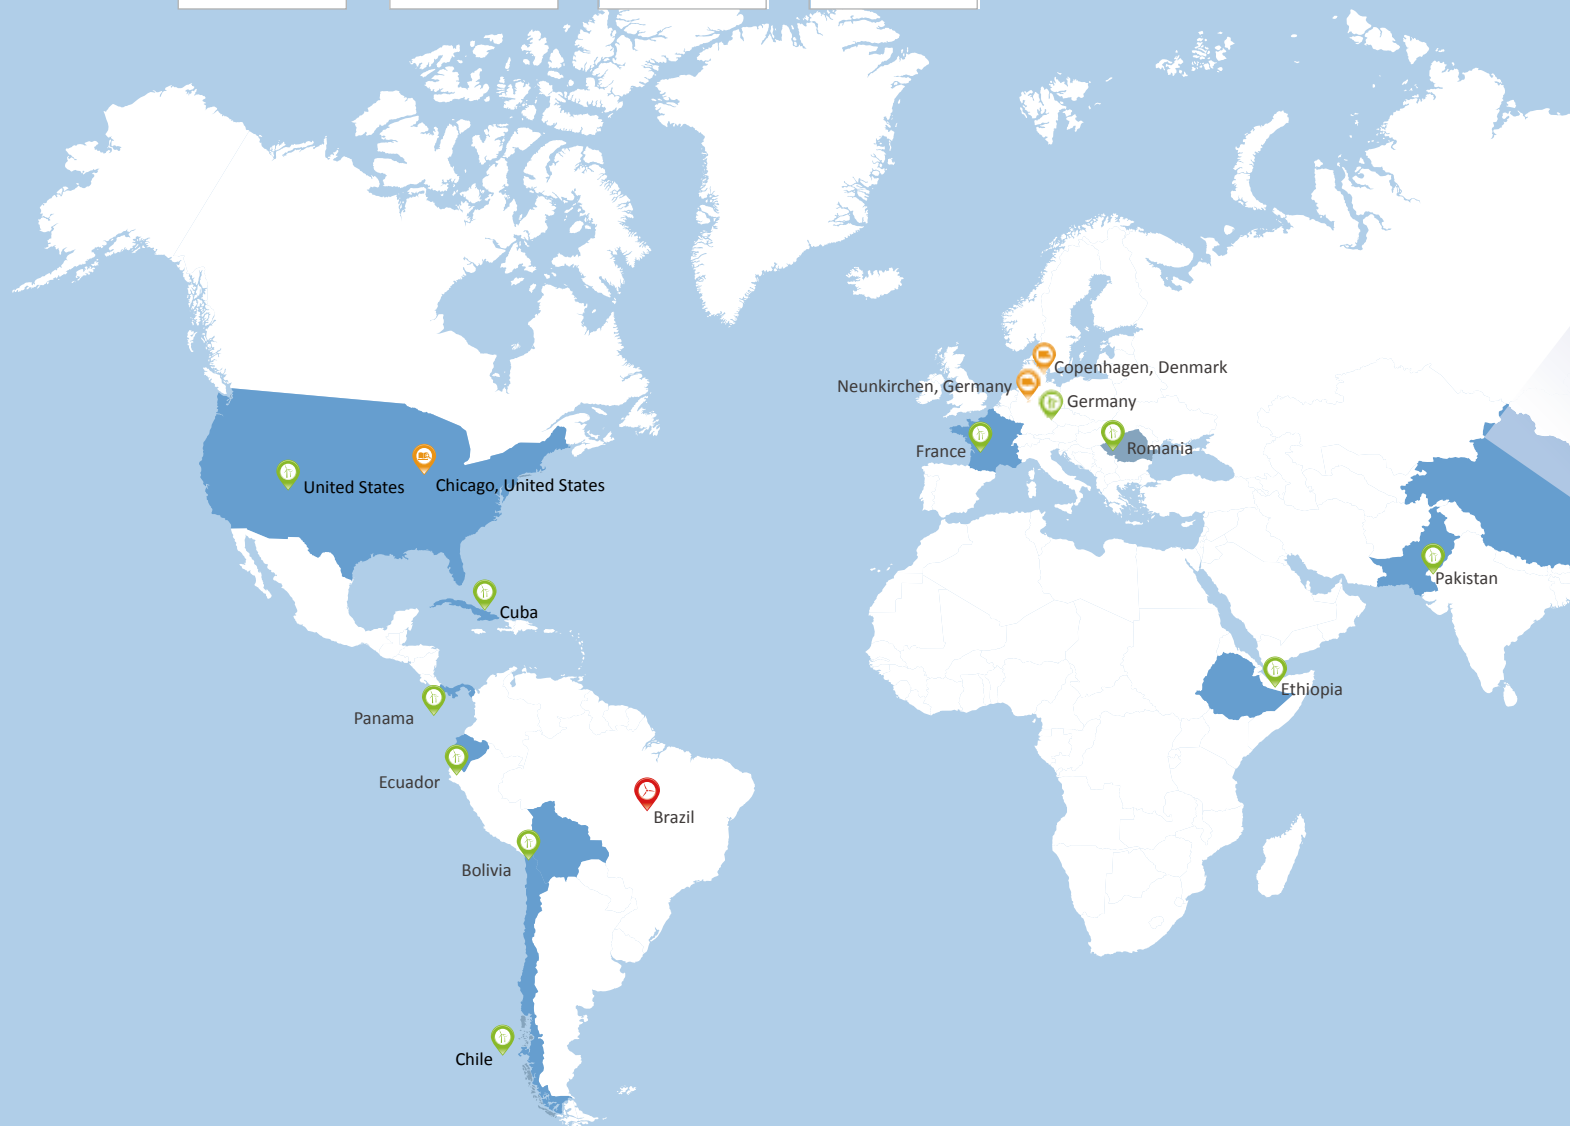 Copenhagen, Denmark
Neunkirchen, Germany
Germany
France
Romania
United States
Chicago, United States
Pakistan
Cuba
Ethiopia
Panama
Ecuador
Brazil
Bolivia
Chile